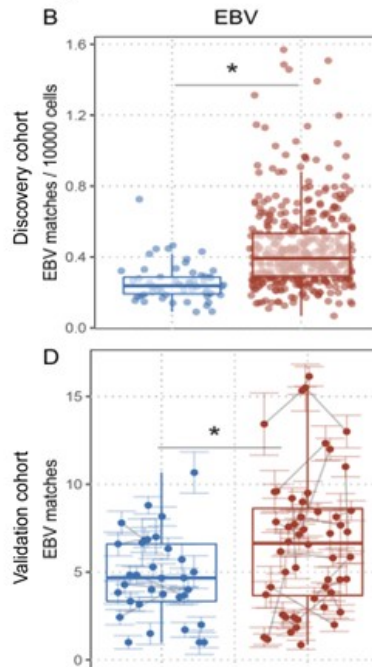 B
EBV
Discovery cohort
EBV matches / 10000 cells
1.6
1.2
0.8
0.4
0.0
*
D
Validation cohort
EBV matches
15
10
5
0
*